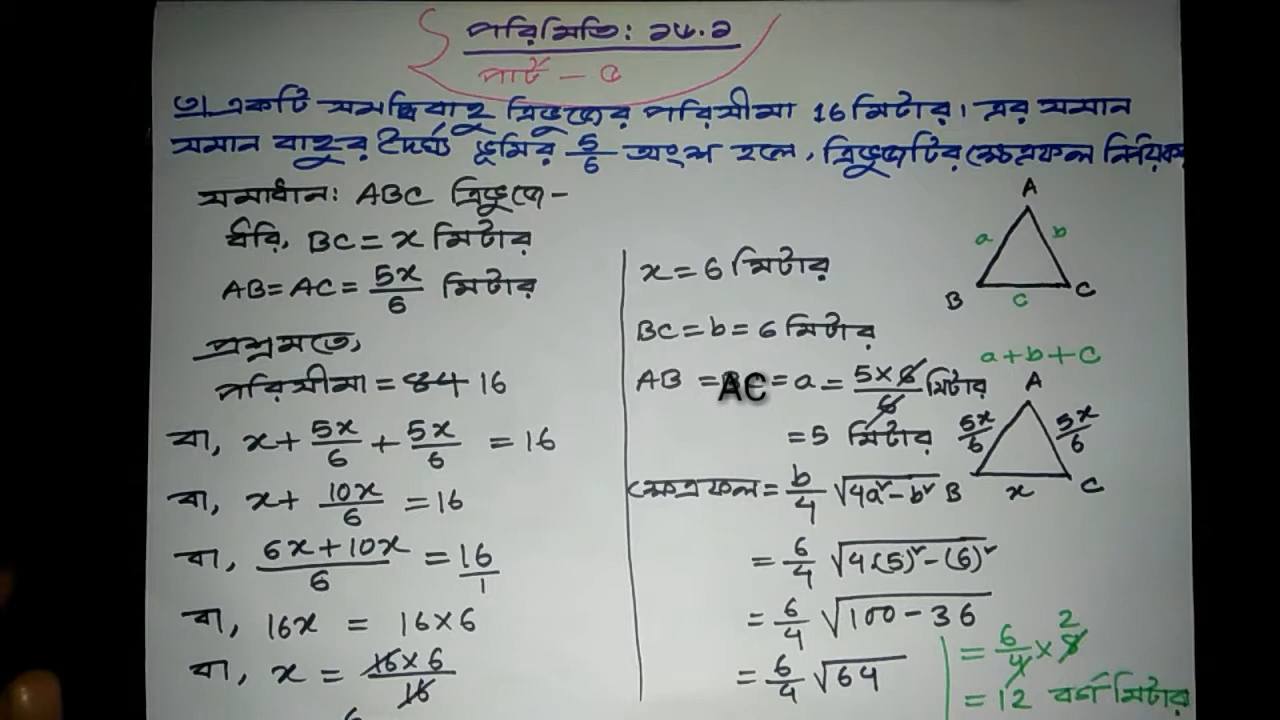 পরিমিতি: ১৬.১
পার্ট - ৫
৩। একটি সমদ্বিবাহু ত্রিভুজের পরিসীমা 16 মিটার। এর সমান
সমান বাহুর দৈর্ঘ্য ভূমির 5/6 অংশ হলে, ত্রিভুজটির ক্ষেত্রফল নির্ণয় কর
সমাধান: ABC ত্রিভুজে -
ধরি, BC = x মিটার
AB = AC = 5x/6 মিটার
প্রশ্নমতে,
পরিসীমা = 16
বা, x + 5x/6 + 5x/6 = 16
বা, x + 10x/6 = 16
বা, (6x + 10x)/6 = 16/1
বা, 16x = 16 × 6
বা, x = (16 × 6)/16
6
x = 6 মিটার
BC = b = 6 মিটার
AB = AC = a = (5 × 6)/6 মিটার
= 5 মিটার
ক্ষেত্রফল = b/4 √(4a² - b²)
= 6/4 √(4(5)² - (6)²)
= 6/4 √(100 - 36)
= 6/4 √64
A
a b
B c C
a + b + c
A
5x/6 5x/6
B x C
2
= 6/4 × 8
= 12 বর্গ মিটার